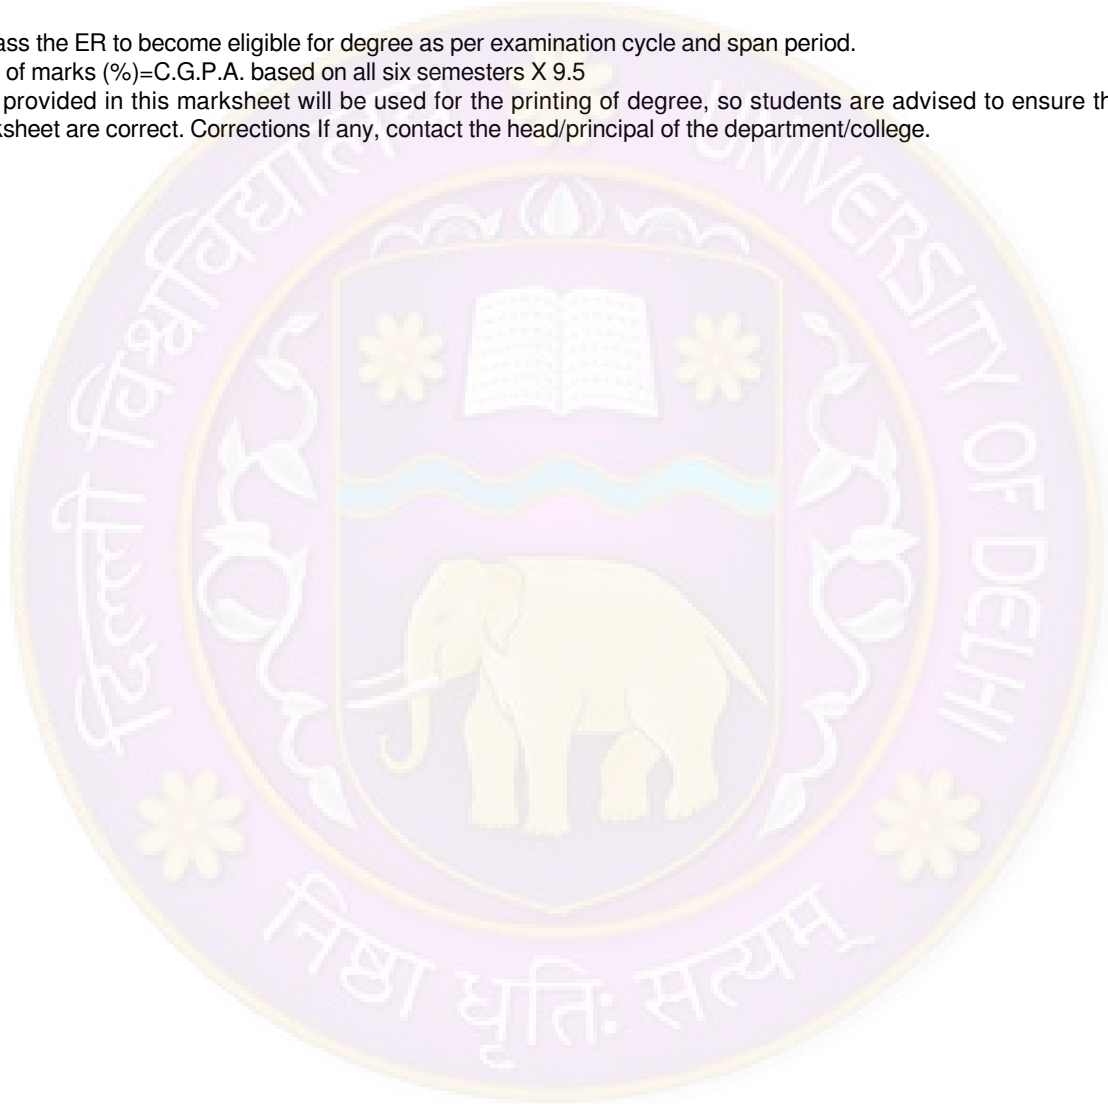 ass the ER to become eligible for degree as per examination cycle and span period.
of marks (%)=C.G.P.A. based on all six semesters X 9.5
provided in this marksheet will be used for the printing of degree, so students are advised to ensure th
ksheet are correct. Corrections If any, contact the head/principal of the department/college.
दिल्ली विश्वविद्यालय
UNIVERSITY OF DELHI
निष्ठा धृतिः सत्यम्